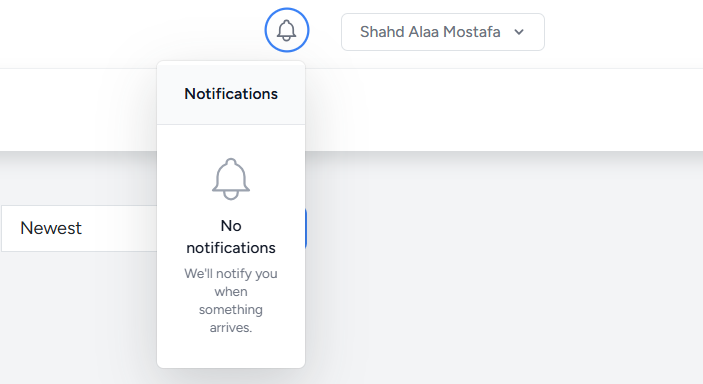 Shahd Alaa Mostafa
Notifications
Newest
No
notifications
We'll notify you
when
something
arrives.